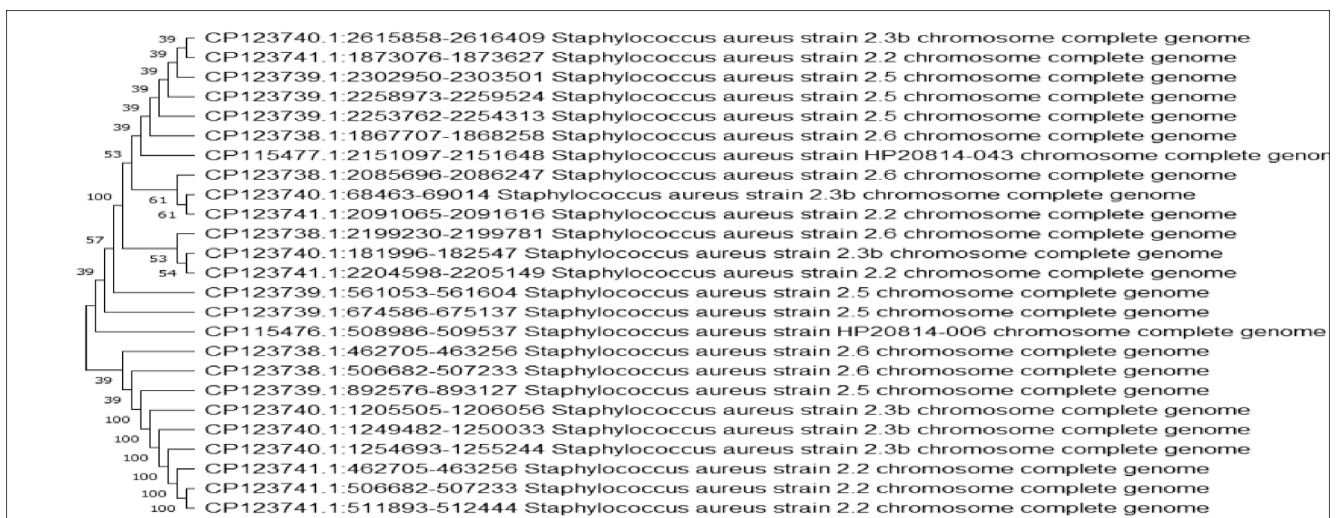 39 CP123740.1:2615858-2616409 Staphylococcus aureus strain 2.3b chromosome complete genome
39 CP123741.1:1873076-1873627 Staphylococcus aureus strain 2.2 chromosome complete genome
39 CP123739.1:2302950-2303501 Staphylococcus aureus strain 2.5 chromosome complete genome
39 CP123739.1:2258973-2259524 Staphylococcus aureus strain 2.5 chromosome complete genome
39 CP123739.1:2253762-2254313 Staphylococcus aureus strain 2.5 chromosome complete genome
39 CP123738.1:1867707-1868258 Staphylococcus aureus strain 2.6 chromosome complete genome
53 CP115477.1:2151097-2151648 Staphylococcus aureus strain HP20814-043 chromosome complete genon
CP123738.1:2085696-2086247 Staphylococcus aureus strain 2.6 chromosome complete genome
100 61 CP123740.1:68463-69014 Staphylococcus aureus strain 2.3b chromosome complete genome
61 CP123741.1:2091065-2091616 Staphylococcus aureus strain 2.2 chromosome complete genome
57 CP123738.1:2199230-2199781 Staphylococcus aureus strain 2.6 chromosome complete genome
53 CP123740.1:181996-182547 Staphylococcus aureus strain 2.3b chromosome complete genome
39 54 CP123741.1:2204598-2205149 Staphylococcus aureus strain 2.2 chromosome complete genome
CP123739.1:561053-561604 Staphylococcus aureus strain 2.5 chromosome complete genome
CP123739.1:674586-675137 Staphylococcus aureus strain 2.5 chromosome complete genome
CP115476.1:508986-509537 Staphylococcus aureus strain HP20814-006 chromosome complete genome
CP123738.1:462705-463256 Staphylococcus aureus strain 2.6 chromosome complete genome
39 CP123738.1:506682-507233 Staphylococcus aureus strain 2.6 chromosome complete genome
39 CP123739.1:892576-893127 Staphylococcus aureus strain 2.5 chromosome complete genome
100 CP123740.1:1205505-1206056 Staphylococcus aureus strain 2.3b chromosome complete genome
100 CP123740.1:1249482-1250033 Staphylococcus aureus strain 2.3b chromosome complete genome
100 CP123740.1:1254693-1255244 Staphylococcus aureus strain 2.3b chromosome complete genome
100 CP123741.1:462705-463256 Staphylococcus aureus strain 2.2 chromosome complete genome
100 CP123741.1:506682-507233 Staphylococcus aureus strain 2.2 chromosome complete genome
100 CP123741.1:511893-512444 Staphylococcus aureus strain 2.2 chromosome complete genome